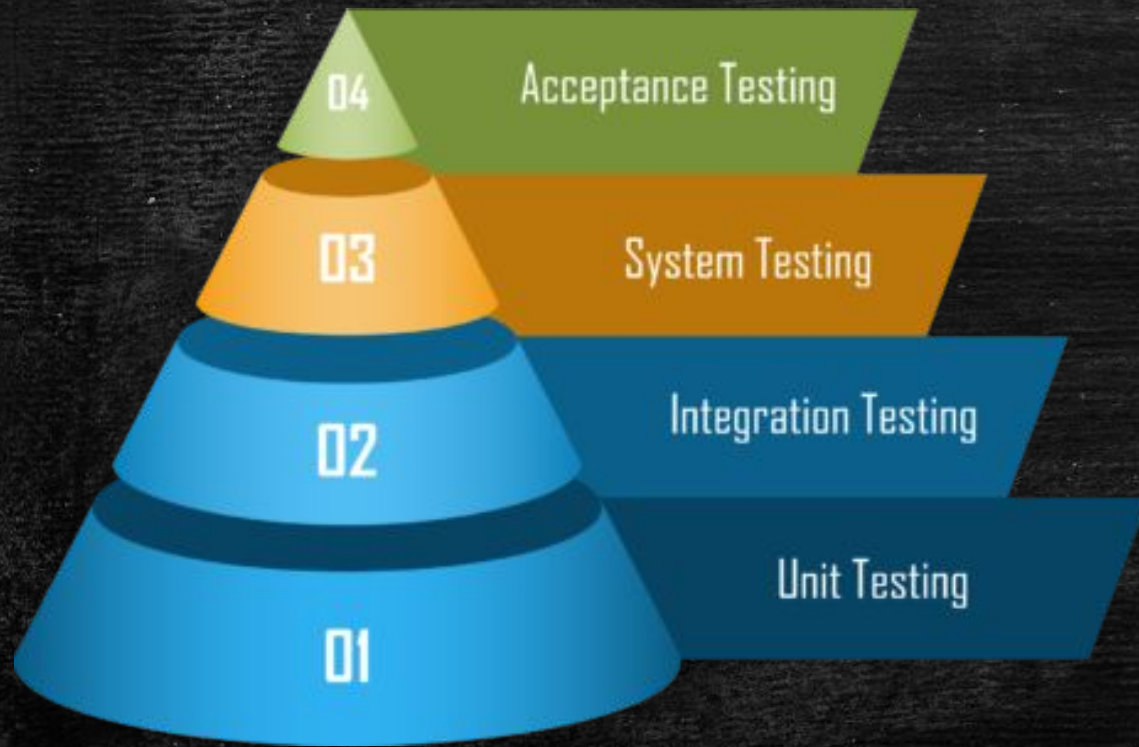 04
Acceptance Testing
03
System Testing
02
Integration Testing
01
Unit Testing